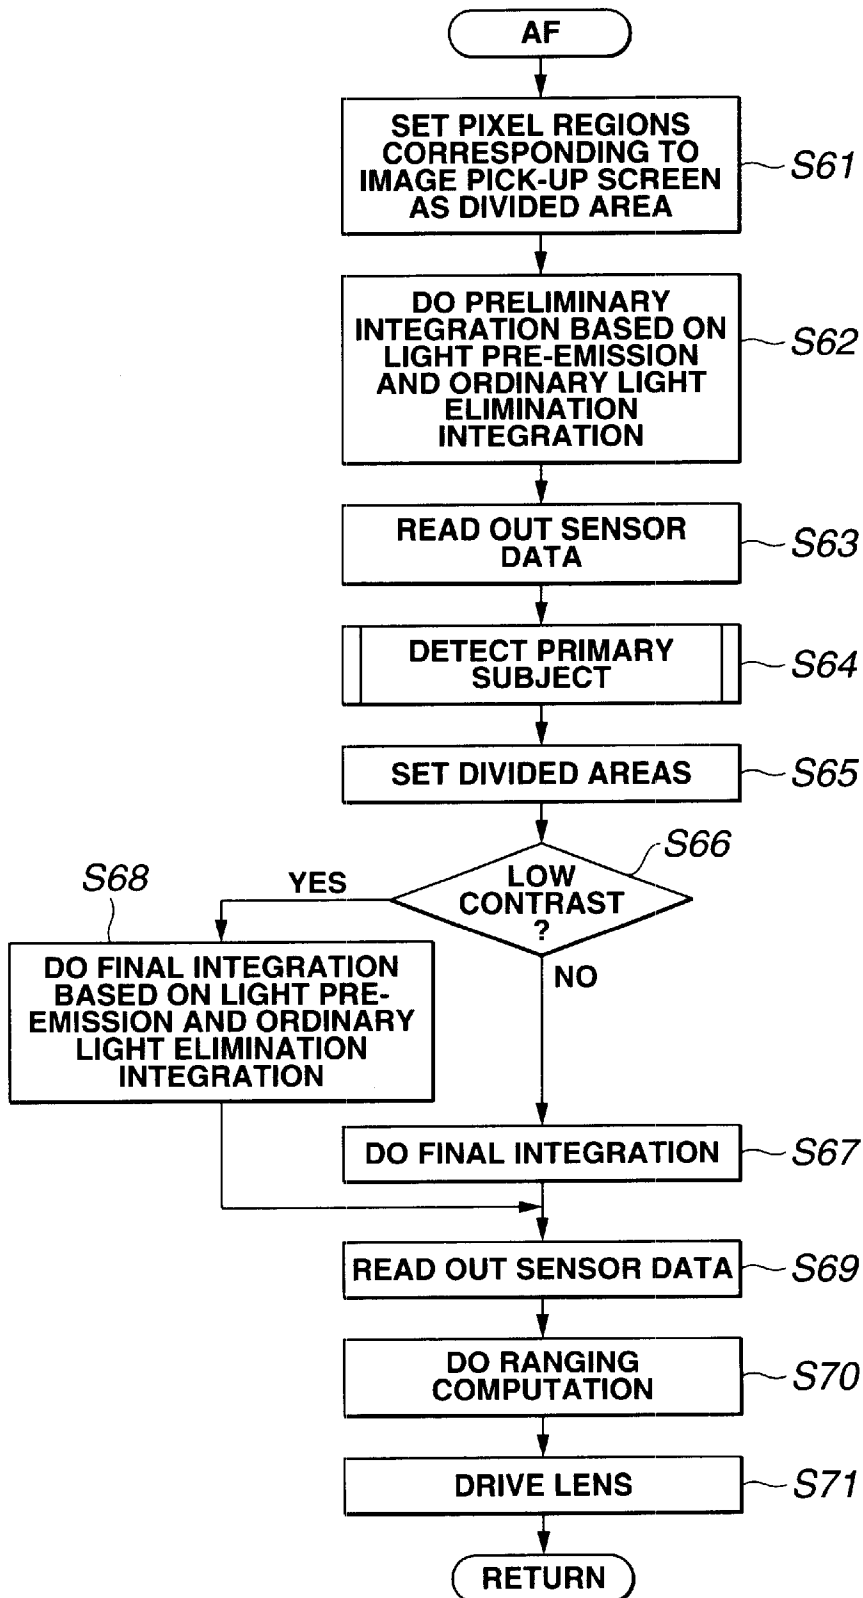 AF
SET PIXEL REGIONS
CORRESPONDING TO
IMAGE PICK-UP SCREEN
AS DIVIDED AREA
S61
DO PRELIMINARY
INTEGRATION BASED ON
LIGHT PRE-EMISSION
AND ORDINARY LIGHT
ELIMINATION
INTEGRATION
S62
READ OUT SENSOR
DATA
S63
DETECT PRIMARY
SUBJECT
S64
SET DIVIDED AREAS
S65
LOW
CONTRAST
?
S66
YES
NO
S68
DO FINAL INTEGRATION
BASED ON LIGHT PRE-
EMISSION AND ORDINARY
LIGHT ELIMINATION
INTEGRATION
DO FINAL INTEGRATION
S67
READ OUT SENSOR DATA
S69
DO RANGING
COMPUTATION
S70
DRIVE LENS
S71
RETURN